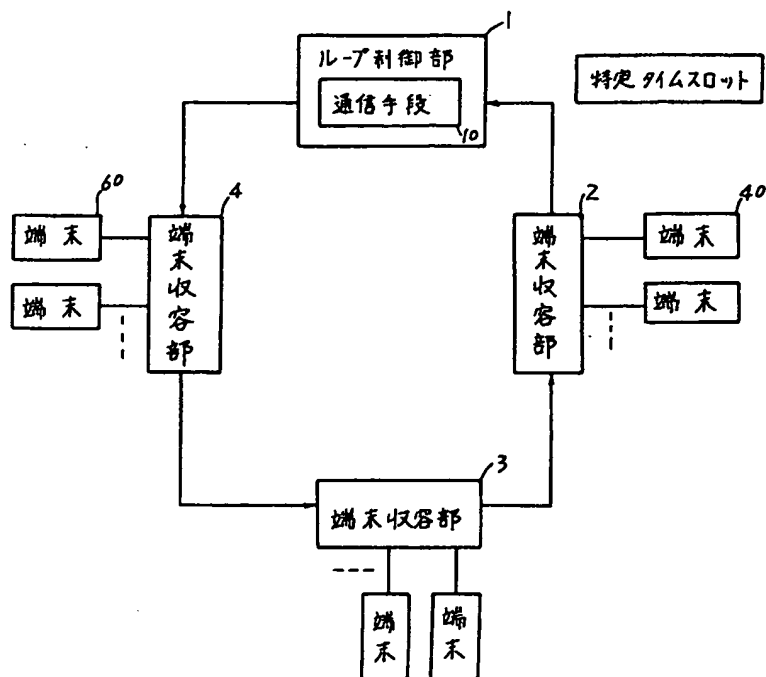 1
ループ制御部
通信手段
10
特定タイムスロット
60
4
2
40
端末
端末収容部
端末収容部
端末
端末
端末
3
端末収容部
端末
端末